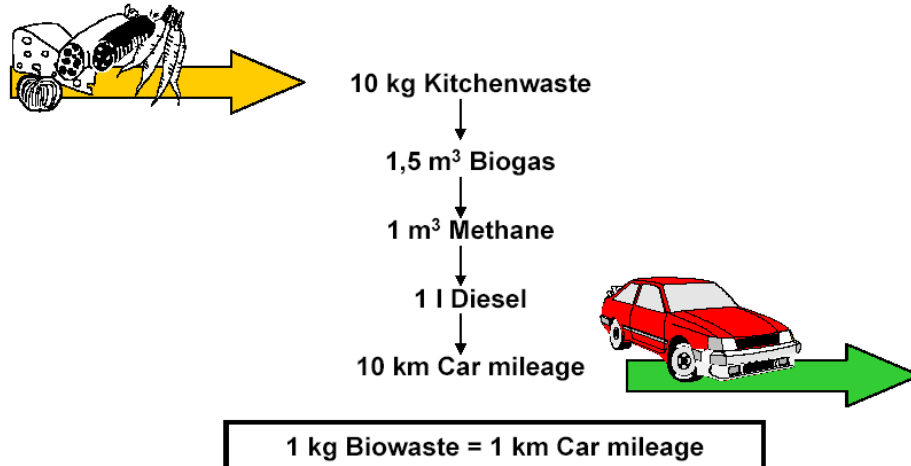 10 kg Kitchenwaste
1,5 m³ Biogas
1 m³ Methane
1 l Diesel
10 km Car mileage
1 kg Biowaste = 1 km Car mileage